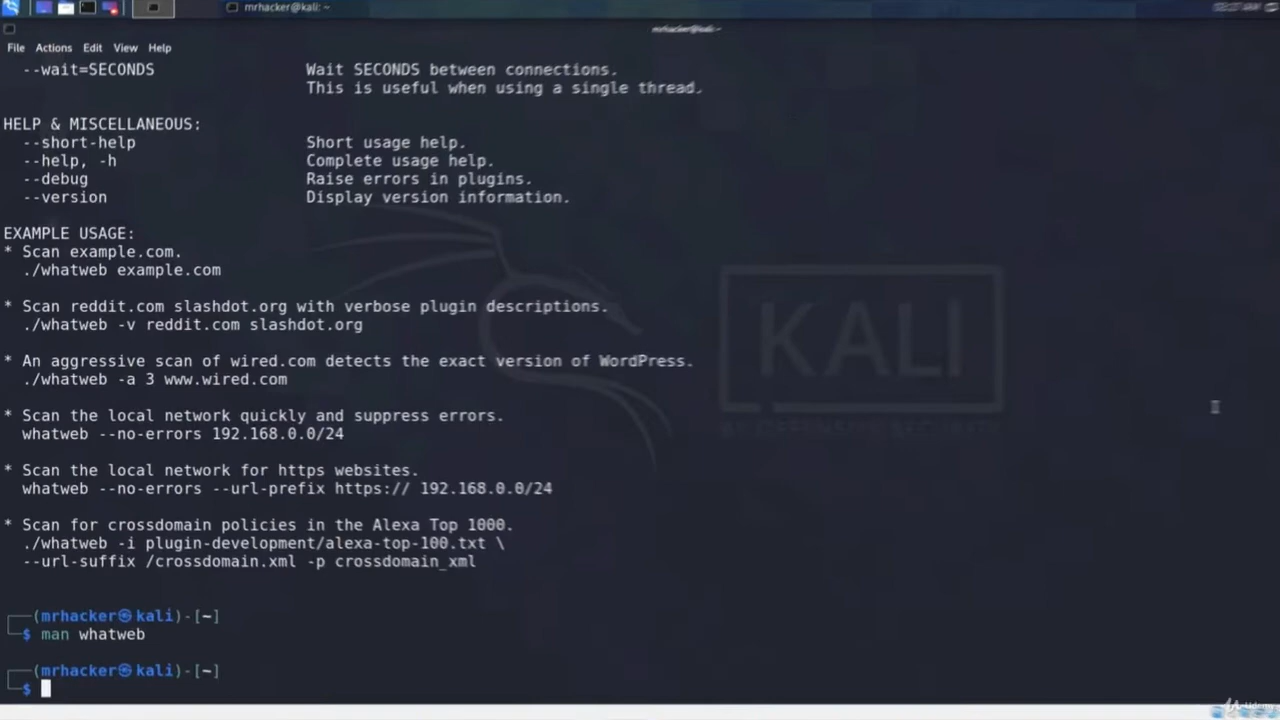 mrhacker@kali: ~
mrhacker@kali: ~
File Actions Edit View Help
--wait=SECONDS Wait SECONDS between connections.
This is useful when using a single thread.
HELP & MISCELLANEOUS:
--short-help Short usage help.
--help, -h Complete usage help.
--debug Raise errors in plugins.
--version Display version information.
EXAMPLE USAGE:
* Scan example.com.
./whatweb example.com
* Scan reddit.com slashdot.org with verbose plugin descriptions.
./whatweb -v reddit.com slashdot.org
* An aggressive scan of wired.com detects the exact version of WordPress.
./whatweb -a 3 www.wired.com
* Scan the local network quickly and suppress errors.
whatweb --no-errors 192.168.0.0/24
* Scan the local network for https websites.
whatweb --no-errors --url-prefix https:// 192.168.0.0/24
* Scan for crossdomain policies in the Alexa Top 1000.
./whatweb -i plugin-development/alexa-top-100.txt \
--url-suffix /crossdomain.xml -p crossdomain_xml
KALI
┌──(mrhacker㉿kali)-[~]
└─$ man whatweb
┌──(mrhacker㉿kali)-[~]
└─$
Udemy